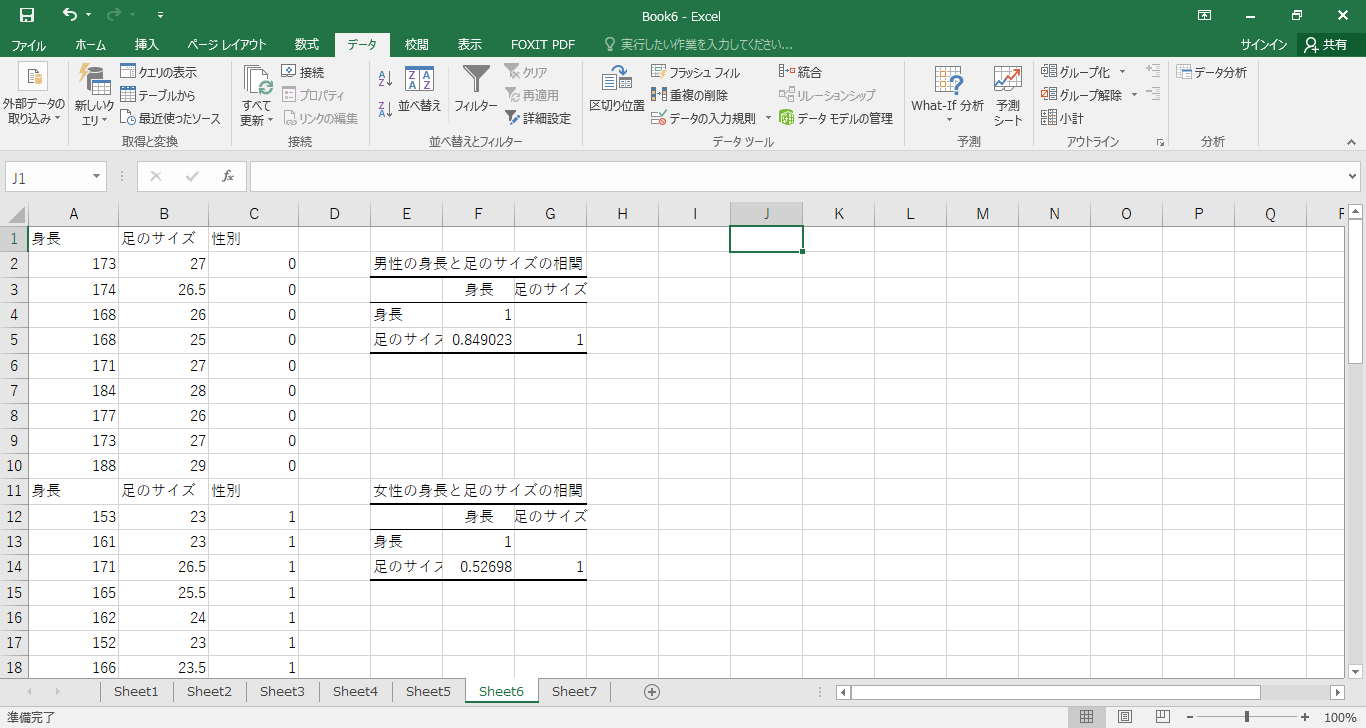 Book6 - Excel
ファイル ホーム 挿入 ページ レイアウト 数式 データ 校閲 表示 FOXIT PDF 実行したい作業を入力してください... サインイン 共有
外部データの取り込み
新しいクエリ
クエリの表示
テーブルから
最近使ったソース
取得と変換
すべて更新
接続
プロパティ
リンクの編集
接続
並べ替え
フィルター
クリア
再適用
詳細設定
並べ替えとフィルター
区切り位置
フラッシュ フィル
重複の削除
データの入力規則
統合
リレーションシップ
データ モデルの管理
データ ツール
What-If 分析
予測シート
予測
グループ化
グループ解除
小計
アウトライン
データ分析
分析
J1 fx
A B C D E F G H I J K L M N O P Q
1 身長 足のサイズ 性別
2 173 27 0 男性の身長と足のサイズの相関
3 174 26.5 0 身長 足のサイズ
4 168 26 0 身長 1
5 168 25 0 足のサイズ 0.849023 1
6 171 27 0
7 184 28 0
8 177 26 0
9 173 27 0
10 188 29 0
11 身長 足のサイズ 性別 女性の身長と足のサイズの相関
12 153 23 1 身長 足のサイズ
13 161 23 1 身長 1
14 171 26.5 1 足のサイズ 0.52698 1
15 165 25.5 1
16 162 24 1
17 152 23 1
18 166 23.5 1
Sheet1 Sheet2 Sheet3 Sheet4 Sheet5 Sheet6 Sheet7
準備完了 100%